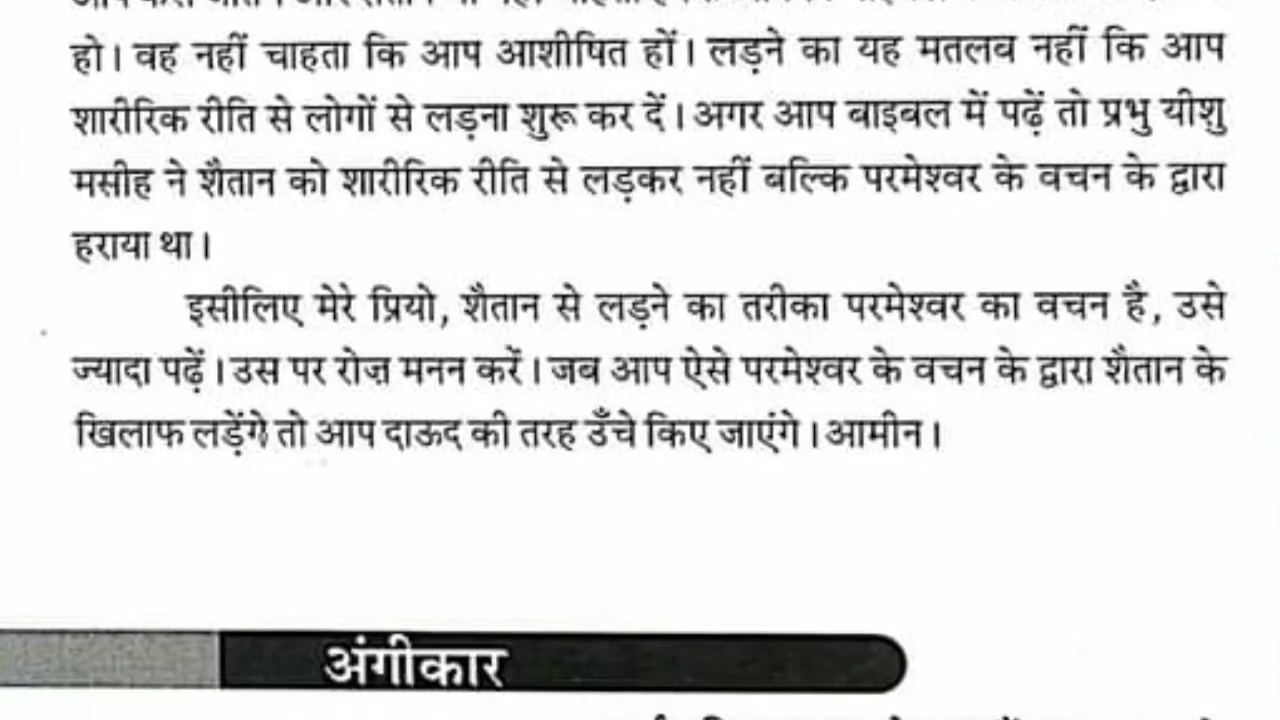 हो। वह नहीं चाहता कि आप आशीषित हों। लड़ने का यह मतलब नहीं कि आप
शारीरिक रीति से लोगों से लड़ना शुरू कर दें। अगर आप बाइबल में पढ़ें तो प्रभु यीशु
मसीह ने शैतान को शारीरिक रीति से लड़कर नहीं बल्कि परमेश्वर के वचन के द्वारा
हराया था।
इसीलिए मेरे प्रियो, शैतान से लड़ने का तरीका परमेश्वर का वचन है, उसे
ज्यादा पढ़ें। उस पर रोज़ मनन करें। जब आप ऐसे परमेश्वर के वचन के द्वारा शैतान के
खिलाफ लड़ेंगे तो आप दाऊद की तरह उँचे किए जाएंगे। आमीन।
अंगीकार